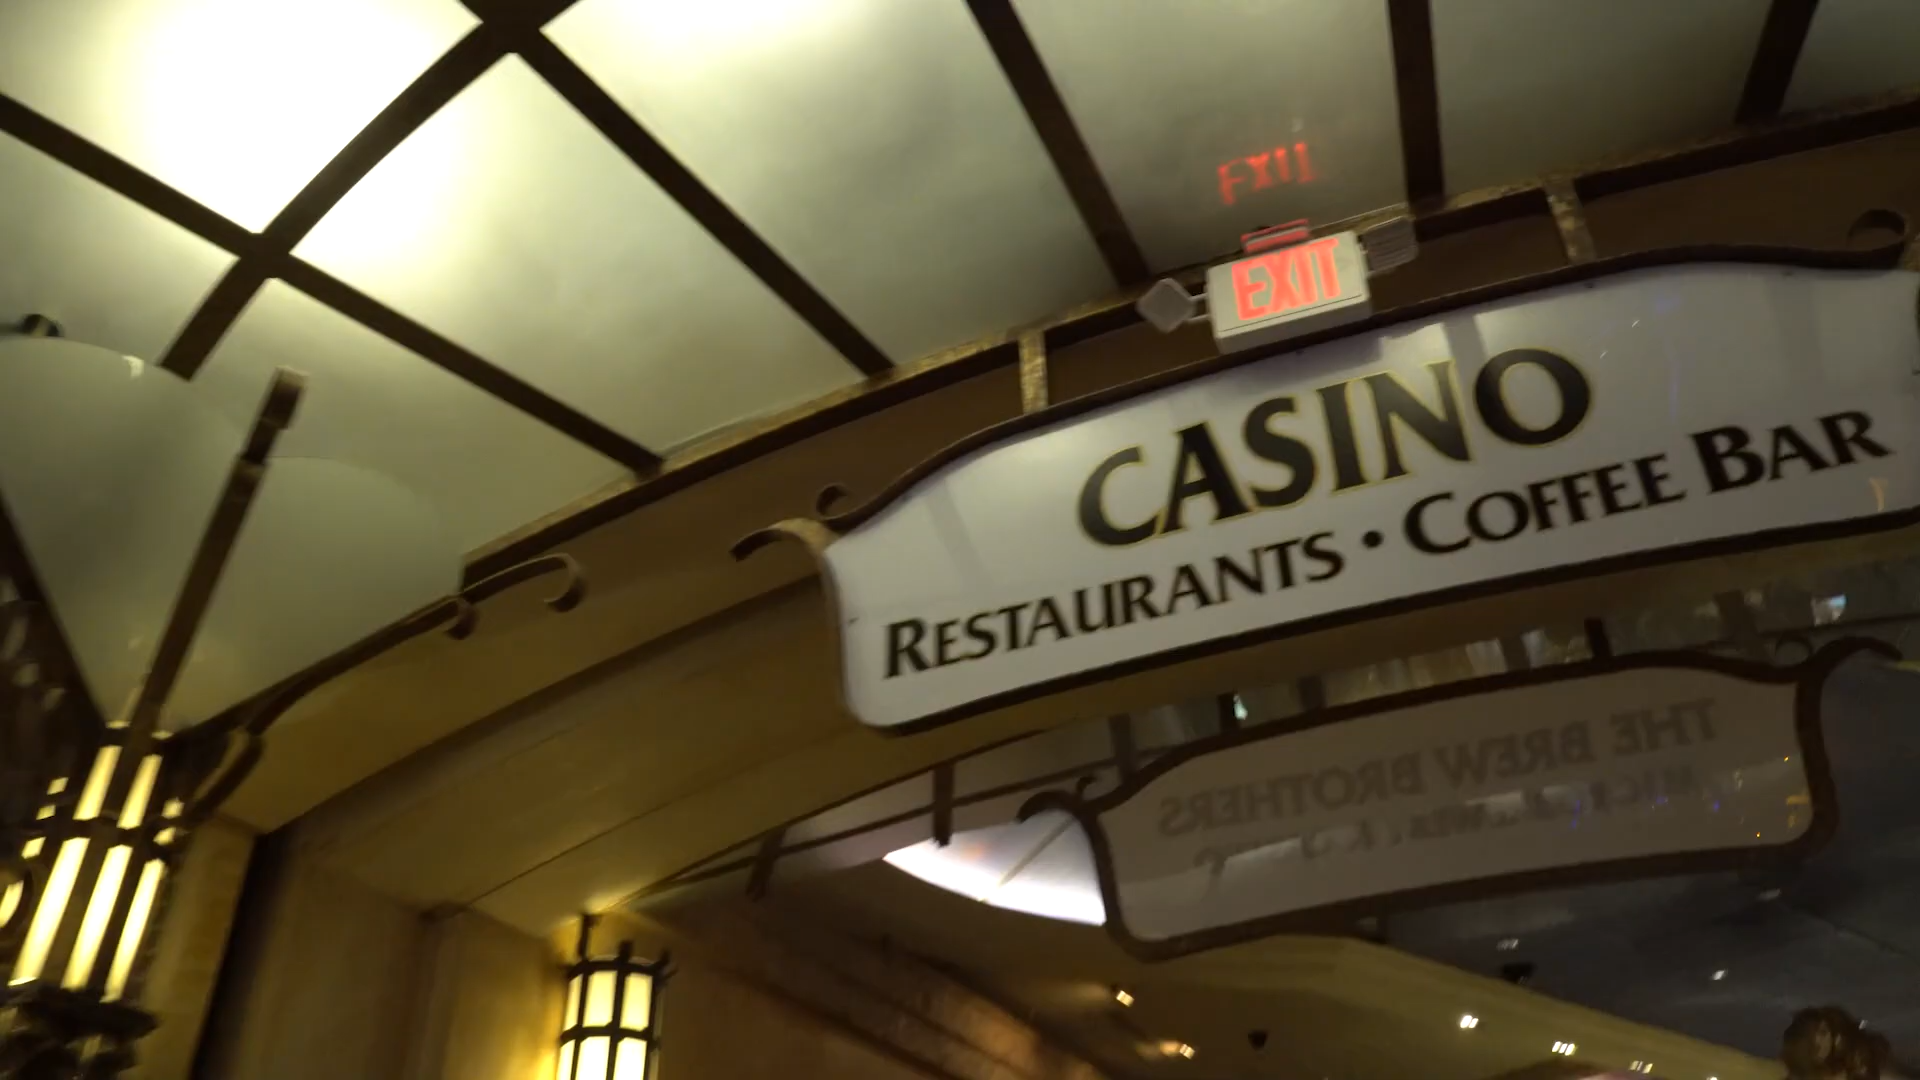 EXIT
EXIT
CASINO
RESTAURANTS • COFFEE BAR
THE BREW BROTHERS